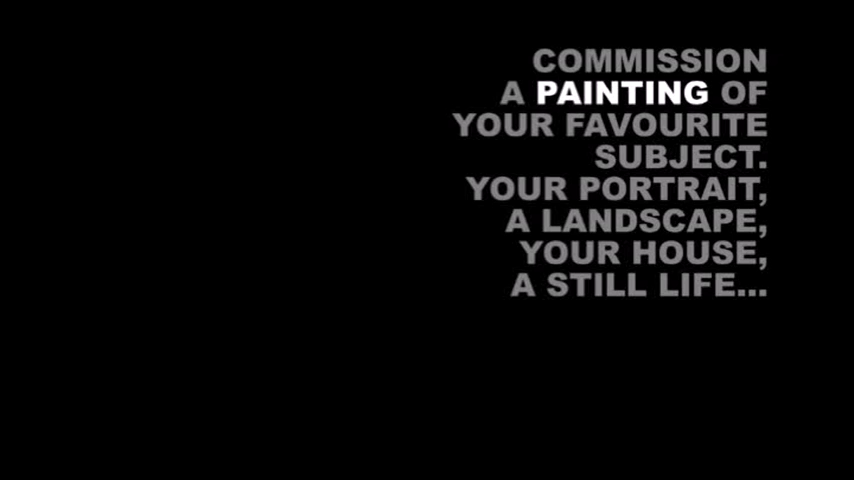 COMMISSION
A PAINTING OF
YOUR FAVOURITE
SUBJECT.
YOUR PORTRAIT,
A LANDSCAPE,
YOUR HOUSE,
A STILL LIFE...